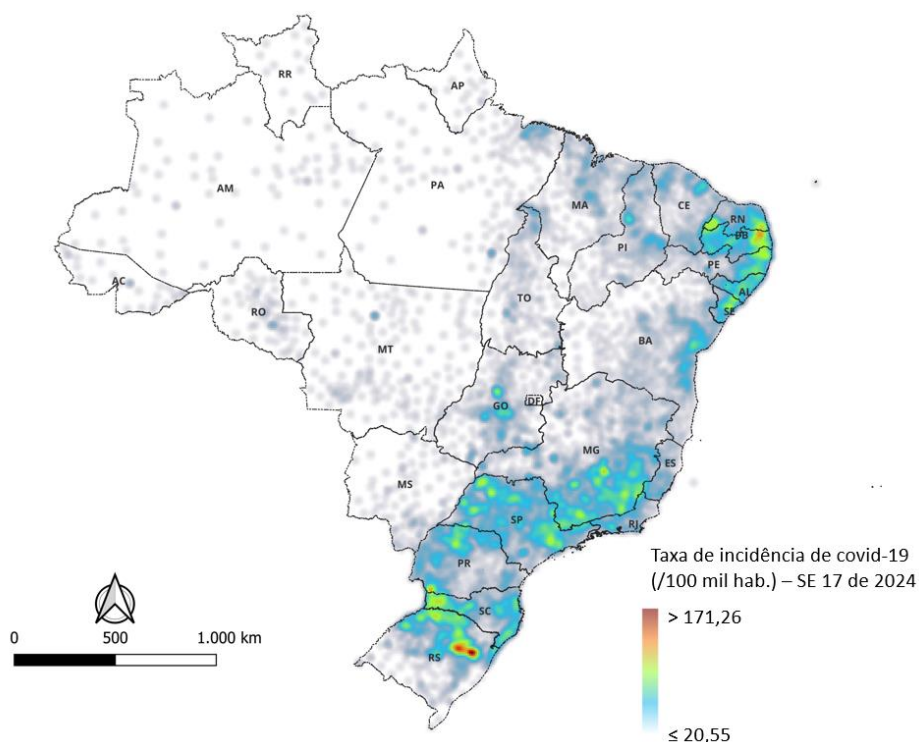 RR
AP
AM
PA
MA
CE
RN
PB
PI
PE
AC
AL
TO
SE
RO
BA
MT
GO
DF
MG
ES
MS
SP
RJ
PR
SC
RS
Taxa de incidência de covid-19
(/100 mil hab.) – SE 17 de 2024
> 171,26
≤ 20,55
0 500 1.000 km